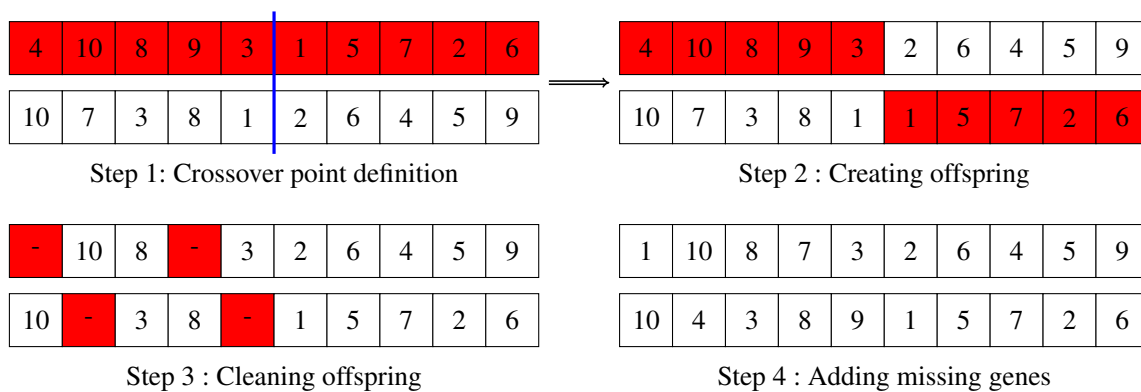 4 10 8 9 3 1 5 7 2 6
10 7 3 8 1 2 6 4 5 9
Step 1: Crossover point definition
4 10 8 9 3 2 6 4 5 9
10 7 3 8 1 1 5 7 2 6
Step 2 : Creating offspring
- 10 8 - 3 2 6 4 5 9
10 - 3 8 - 1 5 7 2 6
Step 3 : Cleaning offspring
1 10 8 7 3 2 6 4 5 9
10 4 3 8 9 1 5 7 2 6
Step 4 : Adding missing genes